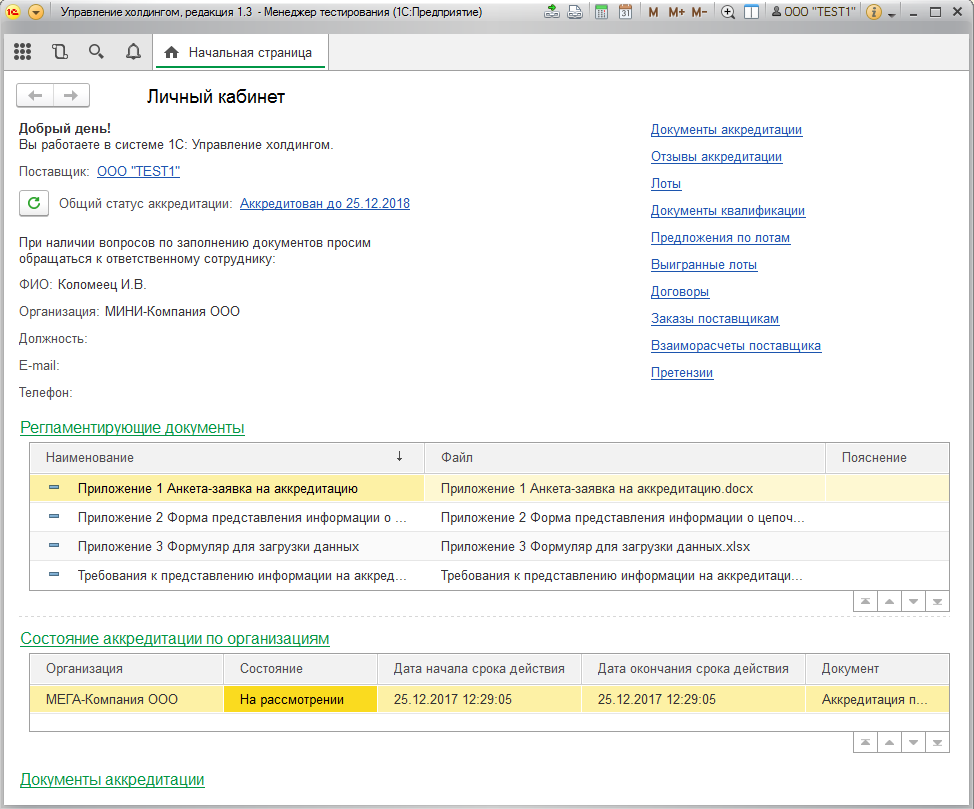 Управление холдингом, редакция 1.3 - Менеджер тестирования (1С:Предприятие)
M M+ M-
ООО "TEST1"
Начальная страница
Личный кабинет
Добрый день!
Вы работаете в системе 1С: Управление холдингом.
Поставщик: ООО "TEST1"
Общий статус аккредитации: Аккредитован до 25.12.2018
При наличии вопросов по заполнению документов просим
обращаться к ответственному сотруднику:
ФИО: Коломеец И.В.
Организация: МИНИ-Компания ООО
Должность:
E-mail:
Телефон:
Документы аккредитации
Отзывы аккредитации
Лоты
Документы квалификации
Предложения по лотам
Выигранные лоты
Договоры
Заказы поставщикам
Взаиморасчеты поставщика
Претензии
Регламентирующие документы
Наименование ↓ Файл Пояснение
Приложение 1 Анкета-заявка на аккредитацию Приложение 1 Анкета-заявка на аккредитацию.docx
Приложение 2 Форма представления информации о ... Приложение 2 Форма представления информации о цепоч...
Приложение 3 Формуляр для загрузки данных Приложение 3 Формуляр для загрузки данных.xlsx
Требования к представлению информации на аккред... Требования к представлению информации на аккредитаци...
Состояние аккредитации по организациям
Организация Состояние Дата начала срока действия Дата окончания срока действия Документ
МЕГА-Компания ООО На рассмотрении 25.12.2017 12:29:05 25.12.2017 12:29:05 Аккредитация п...
Документы аккредитации